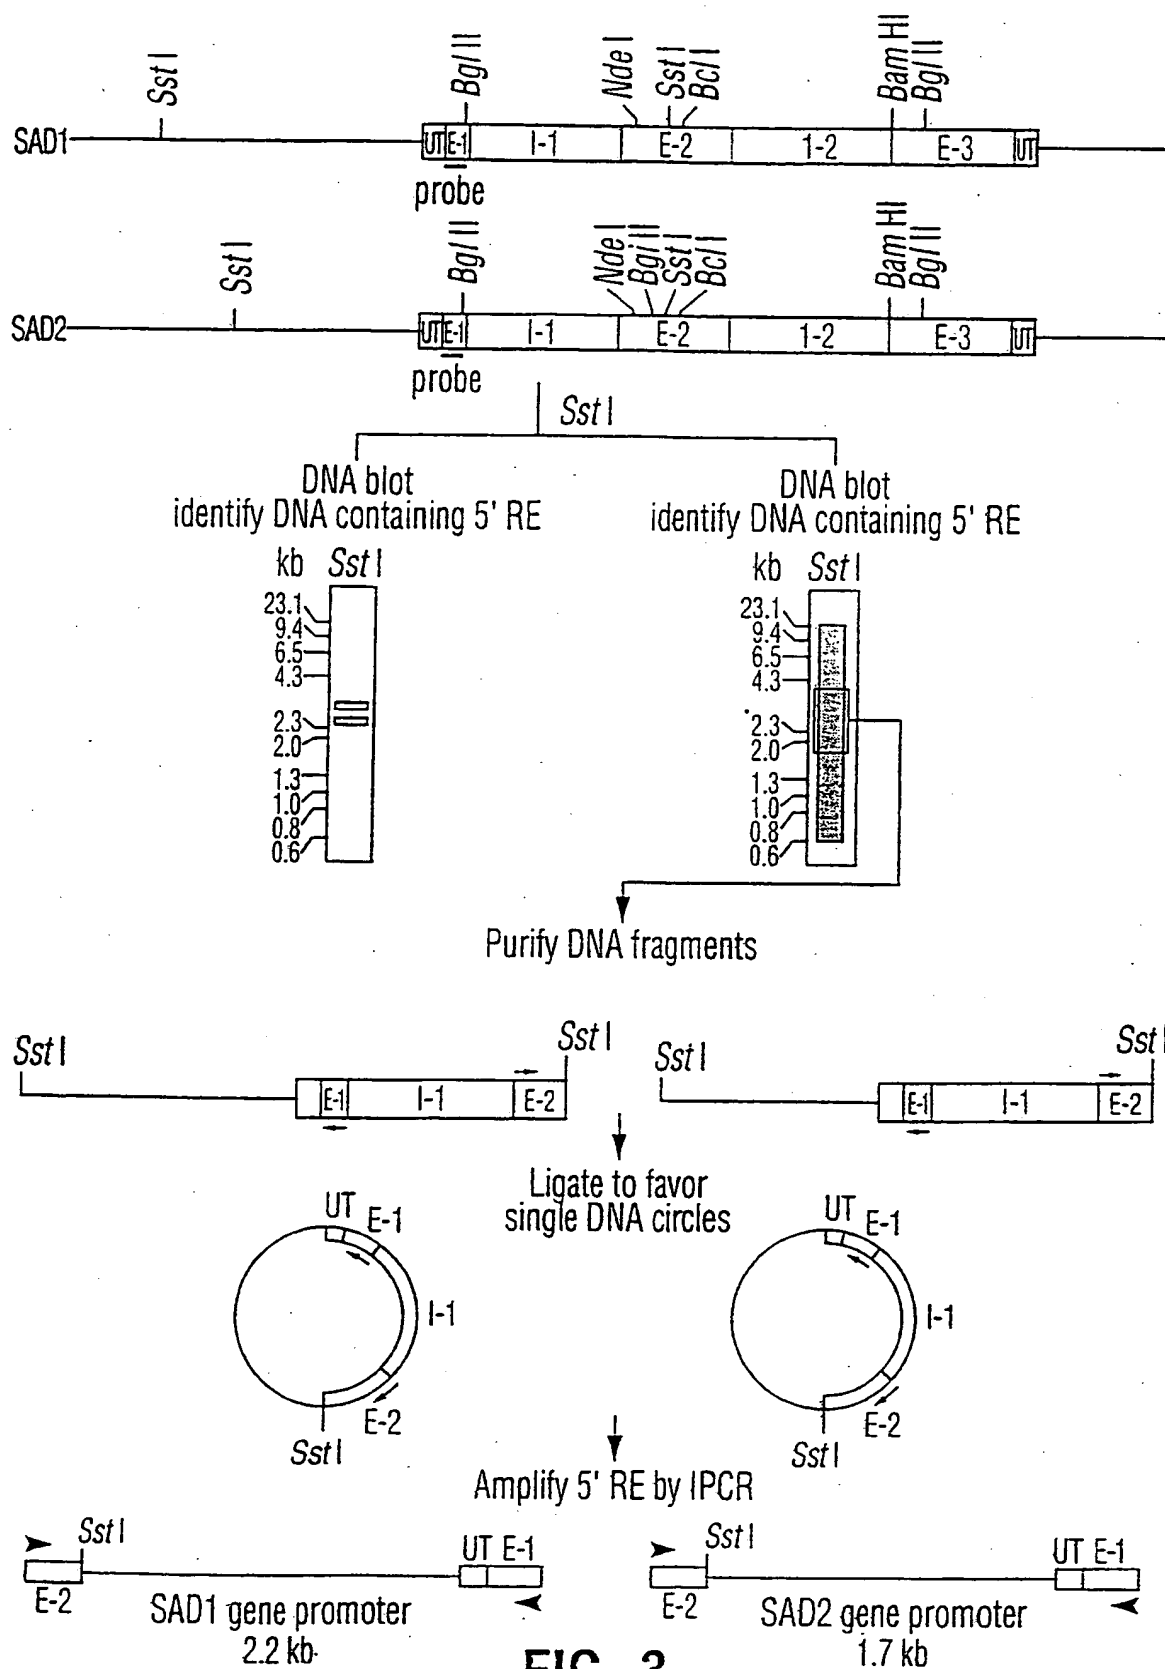 Sst I
Bgl II
Nde I
Sst I
Bcl I
Bam HI
Bgl II
SAD1
UT E-1 I-1 E-2 1-2 E-3 UT
probe
Sst I
Bgl II
Nde I
Bgl II
Sst I
Bcl I
Bam HI
Bgl II
SAD2
UT E-1 I-1 E-2 1-2 E-3 UT
probe
Sst I
DNA blot
identify DNA containing 5' RE
kb Sst I
23.1
9.4
6.5
4.3
2.3
2.0
1.3
1.0
0.8
0.6
DNA blot
identify DNA containing 5' RE
kb Sst I
23.1
9.4
6.5
4.3
2.3
2.0
1.3
1.0
0.8
0.6
Purify DNA fragments
Sst I Sst I
E-1 I-1 E-2
Sst I Sst I
E-1 I-1 E-2
Ligate to favor
single DNA circles
UT E-1
I-1
E-2
Sst I
UT E-1
I-1
E-2
Sst I
Amplify 5' RE by IPCR
Sst I UT E-1
E-2
SAD1 gene promoter
2.2 kb
Sst I UT E-1
E-2
SAD2 gene promoter
1.7 kb
FIG. 3